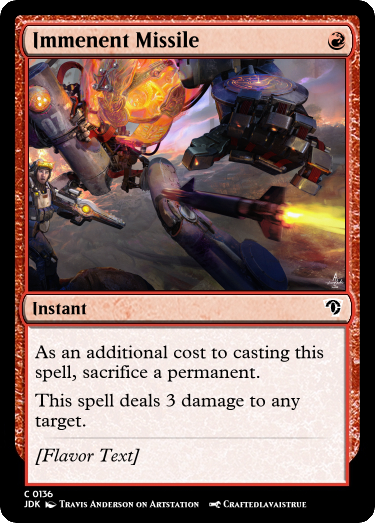 Immenent Missile
Instant
As an additional cost to casting this
spell, sacrifice a permanent.
This spell deals 3 damage to any
target.
[Flavor Text]
C 0136
JDK Travis Anderson on Artstation Craftedlavaistrue